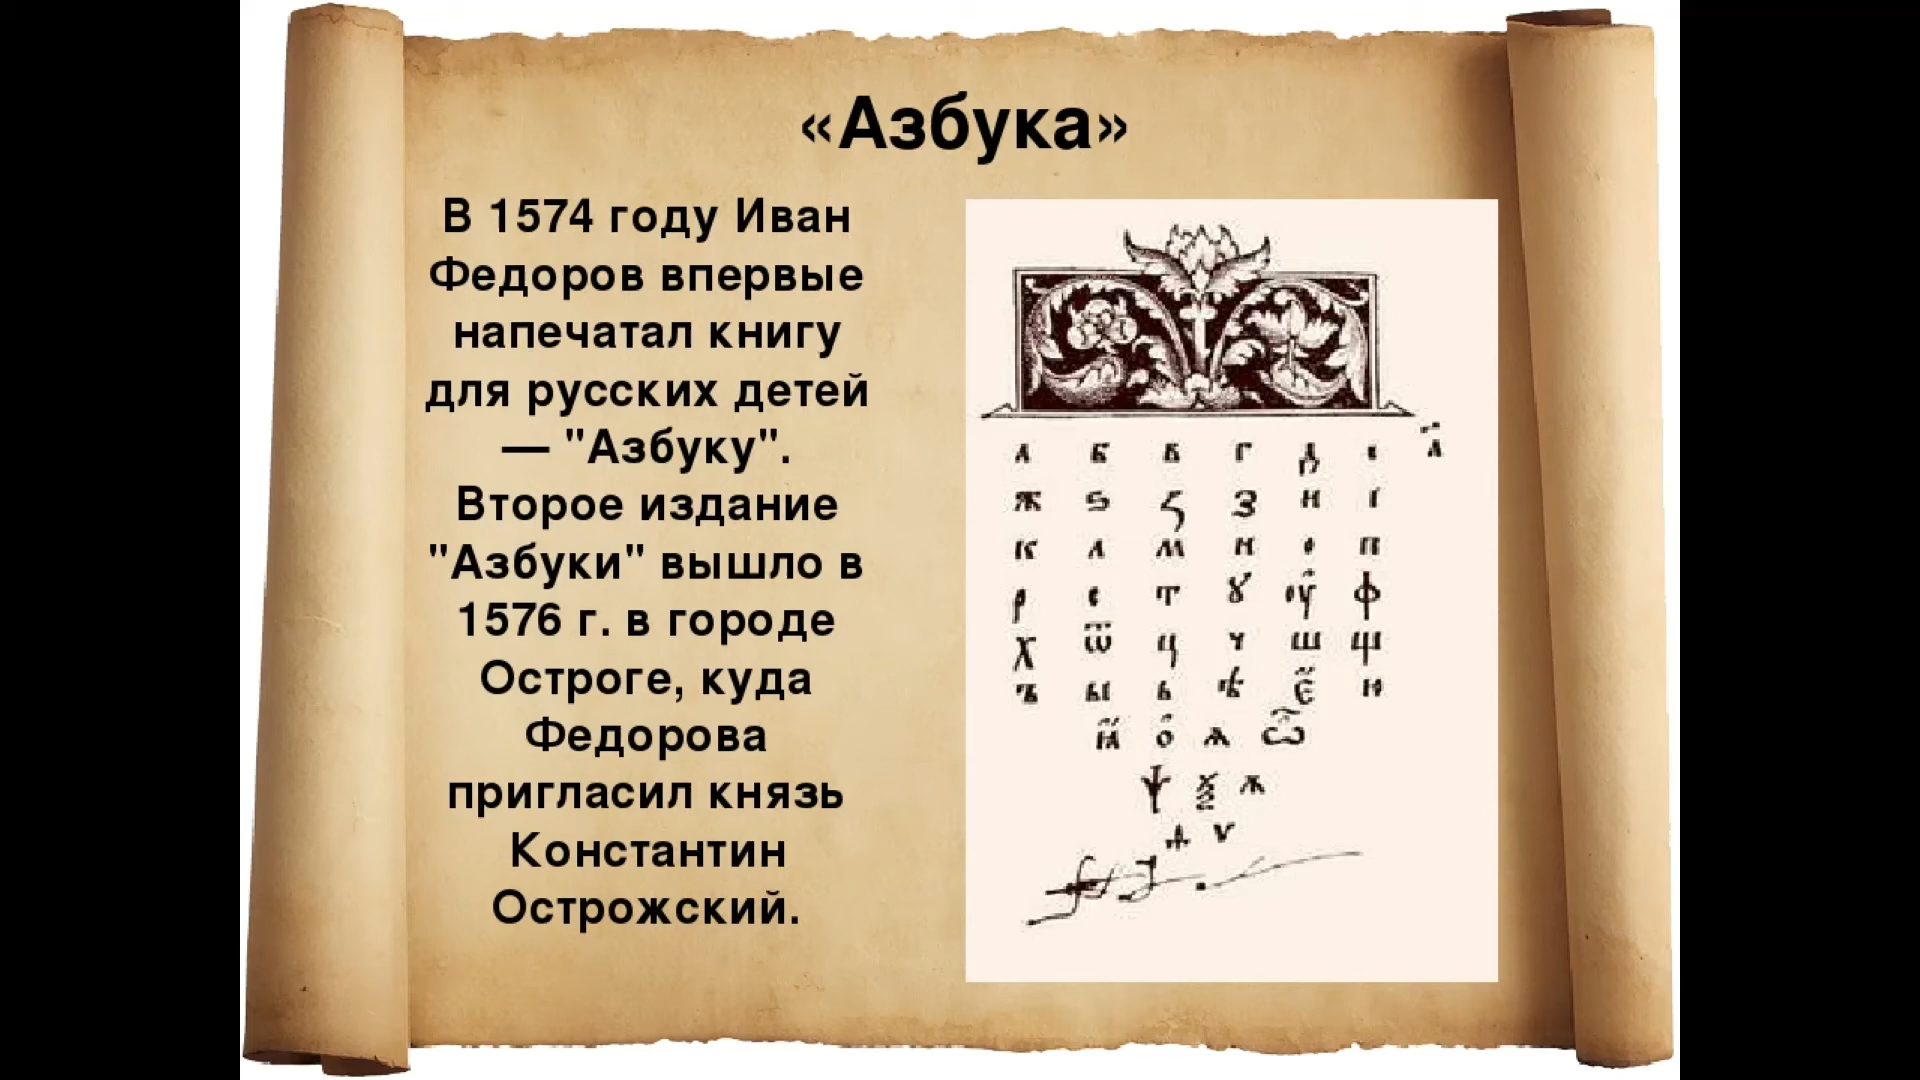 «Азбука»
В 1574 году Иван
Федоров впервые
напечатал книгу
для русских детей
— "Азбуку".
Второе издание
"Азбуки" вышло в
1576 г. в городе
Остроге, куда
Федорова
пригласил князь
Константин
Острожский.
а б в г д є
ж ѕ з н і
к л м н о п
р с т ꙋ оу ф
х ѿ ц ч ш щ
ъ ы ь ѣ є ю
ѧ ѡ
ѱ ѯ ѫ
ѵ